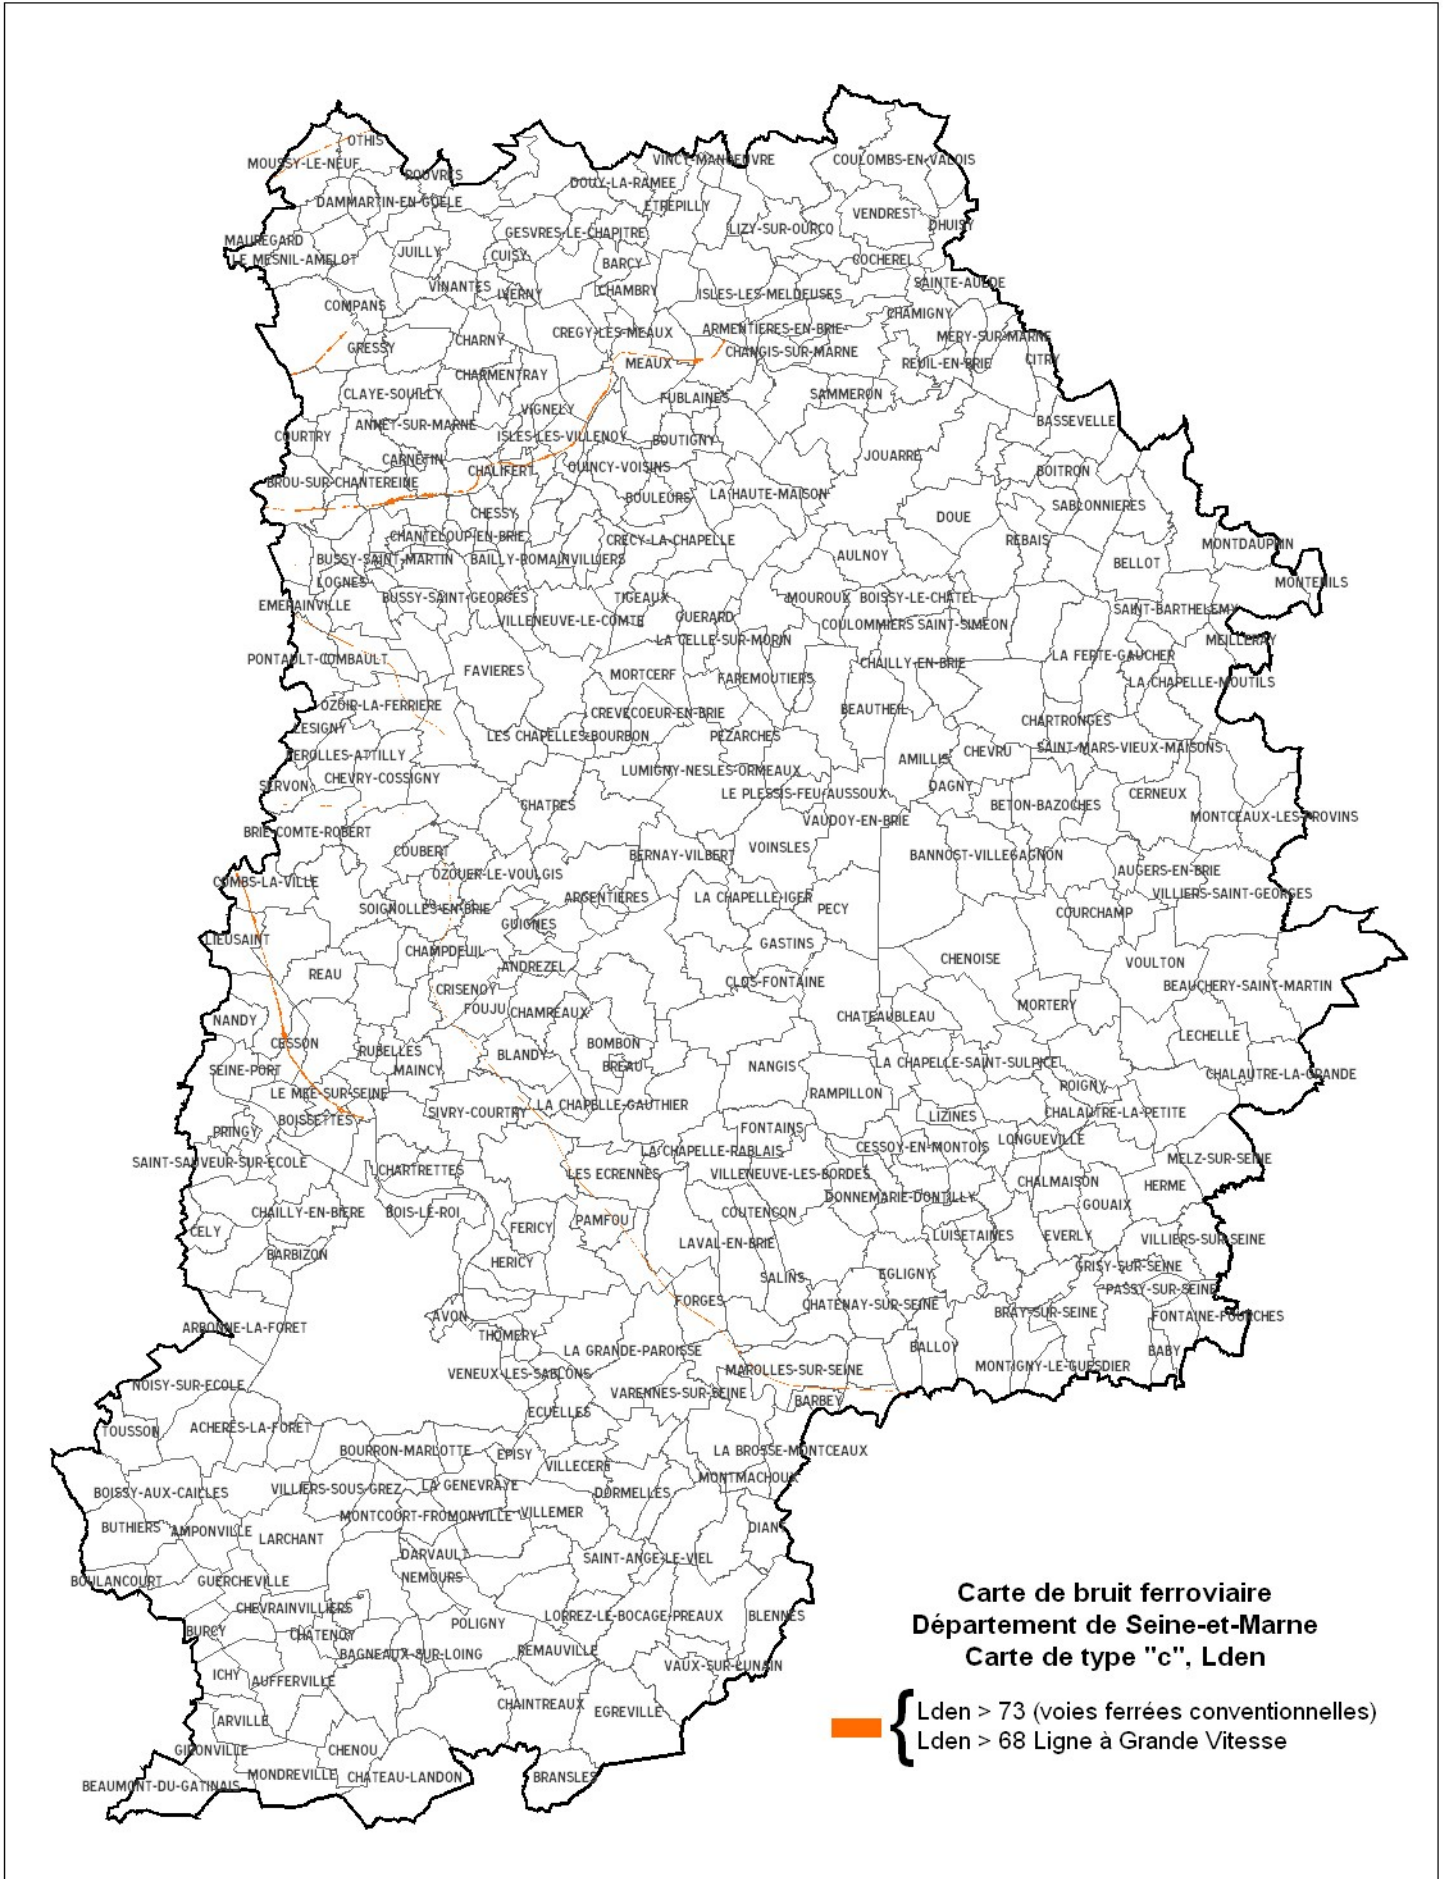 OTHIS
MOUSSY-LE-NEUF
VINCY-MANOEUVRE
COULOMBS-EN-VALOIS
ROUVRES
DOUY-LA-RAMEE
DAMMARTIN-EN-GOELE
ETREPILLY
VENDREST
DHUISY
GESVRES-LE-CHAPITRE
LIZY-SUR-OURCQ
MAUREGARD
JUILLY
CUISY
LE MESNIL-AMELOT
BARCY
COCHEREL
SAINTE-AULDE
VINANTES
IVERNY
CHAMBRY
ISLES-LES-MELDEUSES
COMPANS
CHAMIGNY
CREGY-LES-MEAUX
ARMENTIERES-EN-BRIE
MERY-SUR-MARNE
GRESSY
CHARNY
CHANGIS-SUR-MARNE
MEAUX
REUIL-EN-BRIE
CITRY
CHARMENTRAY
CLAYE-SOUILLY
FUBLAINES
SAMMERON
VIGNELY
BASSEVELLE
ANNET-SUR-MARNE
COURTRY
ISLES-LES-VILLENOY
BOUTIGNY
CARNETIN
JOUARRE
CHALIFERT
QUINCY-VOISINS
BOITRON
BROU-SUR-CHANTEREINE
BOULEURS
LA HAUTE-MAISON
SABLONNIERES
CHESSY
DOUE
CHANTELOUP-EN-BRIE
CRECY-LA-CHAPELLE
REBAIS
MONTDAUPHIN
BUSSY-SAINT-MARTIN
BAILLY-ROMAINVILLIERS
AULNOY
BELLOT
LOGNES
MONTENILS
BUSSY-SAINT-GEORGES
TIGEAUX
MOUROUX
BOISSY-LE-CHATEL
EMERAINVILLE
SAINT-BARTHELEMY
VILLENEUVE-LE-COMTE
GUERARD
COULOMMIERS
SAINT-SIMEON
LA CELLE-SUR-MORIN
MEILLERAY
PONTAULT-COMBAULT
LA FERTE-GAUCHER
CHAILLY-EN-BRIE
FAVIERES
MORTCERF
FAREMOUTIERS
LA CHAPELLE-MOUTILS
OZOIR-LA-FERRIERE
CREVECOEUR-EN-BRIE
BEAUTHEIL
CHARTRONGES
LESIGNY
LES CHAPELLES-BOURBON
PEZARCHES
SAINT-MARS-VIEUX-MAISONS
FEROLLES-ATTILLY
AMILLIS
CHEVRU
CHEVRY-COSSIGNY
LUMIGNY-NESLES-ORMEAUX
SERVON
LE PLESSIS-FEU-AUSSOUX
DAGNY
CERNEUX
CHATRES
BETON-BAZOCHES
VAUDOY-EN-BRIE
MONTCEAUX-LES-PROVINS
BRIE-COMTE-ROBERT
COUBERT
BERNAY-VILBERT
VOINSLES
BANNOST-VILLEGAGNON
OZOUER-LE-VOULGIS
AUGERS-EN-BRIE
COMBS-LA-VILLE
ARGENTIERES
LA CHAPELLE-IGER
VILLIERS-SAINT-GEORGES
SOIGNOLLES-EN-BRIE
PECY
COURCHAMP
GUIGNES
LIEUSAINT
GASTINS
CHAMPDEUIL
CHENOISE
VOULTON
ANDREZEL
REAU
CLOS-FONTAINE
BEAUCHERY-SAINT-MARTIN
CRISENOY
FOUJU
CHAMPEAUX
MORTERY
NANDY
CHATEAUBLEAU
LECHELLE
CESSON
BOMBON
RUBELLES
BLANDY
SEINE-PORT
MAINCY
BREAU
NANGIS
LA CHAPELLE-SAINT-SULPICE
CHALAUTRE-LA-GRANDE
LE MEE-SUR-SEINE
RAMPILLON
POIGNY
LA CHAPELLE-GAUTHIER
BOISSETTES
SIVRY-COURTRY
LIZINES
CHALAUTRE-LA-PETITE
PRINGY
FONTAINS
LONGUEVILLE
LA CHAPELLE-RABLAIS
CESSOY-EN-MONTOIS
SAINT-SAUVEUR-SUR-ECOLE
CHARTRETTES
LES ECRENNES
VILLENEUVE-LES-BORDES
MELZ-SUR-SEINE
CHALMAISON
HERME
DONNEMARIE-DONTILLY
GOUAIX
CHAILLY-EN-BIERE
BOIS-LE-ROI
COUTENCON
CELY
FERICY
PAMFOU
LUISETAINES
EVERLY
VILLIERS-SUR-SEINE
BARBIZON
LAVAL-EN-BRIE
HERICY
GRISY-SUR-SEINE
SALINS
EGLIGNY
PASSY-SUR-SEINE
FORGES
CHATENAY-SUR-SEINE
BRAY-SUR-SEINE
FONTAINE-FOURCHES
AVON
ARBONNE-LA-FORET
THOMERY
LA GRANDE-PAROISSE
BALLOY
BABY
VENEUX-LES-SABLONS
MAROLLES-SUR-SEINE
MONTIGNY-LE-GUESDIER
NOISY-SUR-ECOLE
VARENNES-SUR-SEINE
BARBEY
ECUELLES
TOUSSON
ACHERES-LA-FORET
BOURRON-MARLOTTE
EPISY
LA BROSSE-MONTCEAUX
VILLECERF
MONTMACHOUX
BOISSY-AUX-CAILLES
VILLIERS-SOUS-GREZ
LA GENEVRAYE
DORMELLES
MONTCOURT-FROMONVILLE
VILLEMER
BUTHIERS
AMPONVILLE
LARCHANT
DIANT
DARVAULT
SAINT-ANGE-LE-VIEL
NEMOURS
BOULANCOURT
GUERCHEVILLE
CHEVRAINVILLIERS
LORREZ-LE-BOCAGE-PREAUX
BLENNES
BURCY
CHATENOY
POLIGNY
BAGNEAUX-SUR-LOING
REMAUVILLE
VAUX-SUR-LUNAIN
ICHY
AUFFERVILLE
CHAINTREAUX
EGREVILLE
ARVILLE
GIRONVILLE
CHENOU
MONDREVILLE
CHATEAU-LANDON
BRANSLES
BEAUMONT-DU-GATINAIS
Carte de bruit ferroviaire
Département de Seine-et-Marne
Carte de type "c", Lden
Lden > 73 (voies ferrées conventionnelles)
Lden > 68 Ligne à Grande Vitesse